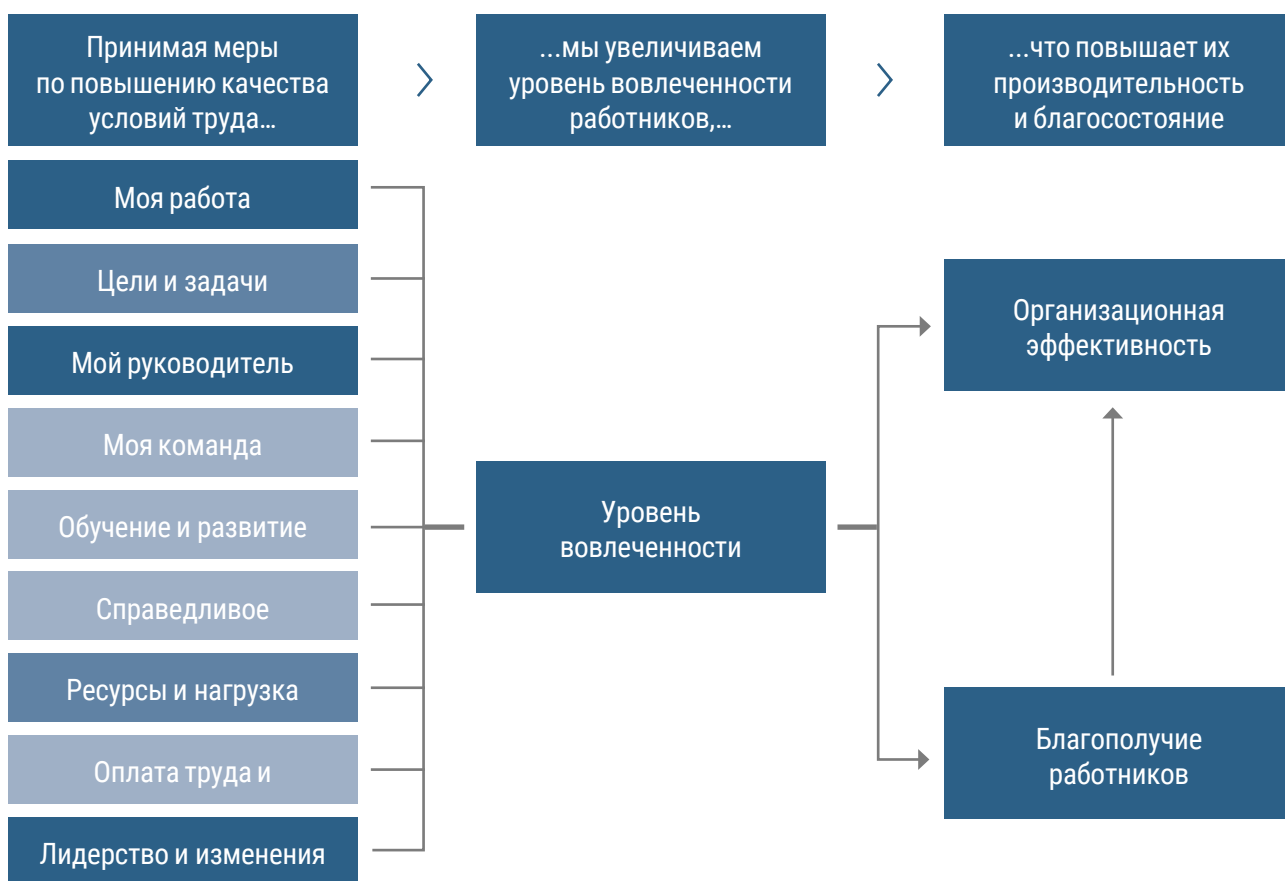 Принимая меры
по повышению качества
условий труда…
...мы увеличиваем
уровень вовлеченности
работников,…
...что повышает их
производительность
и благосостояние
Моя работа
Цели и задачи
Мой руководитель
Моя команда
Обучение и развитие
Справедливое
Ресурсы и нагрузка
Оплата труда и
Лидерство и изменения
Уровень
вовлеченности
Организационная
эффективность
Благополучие
работников